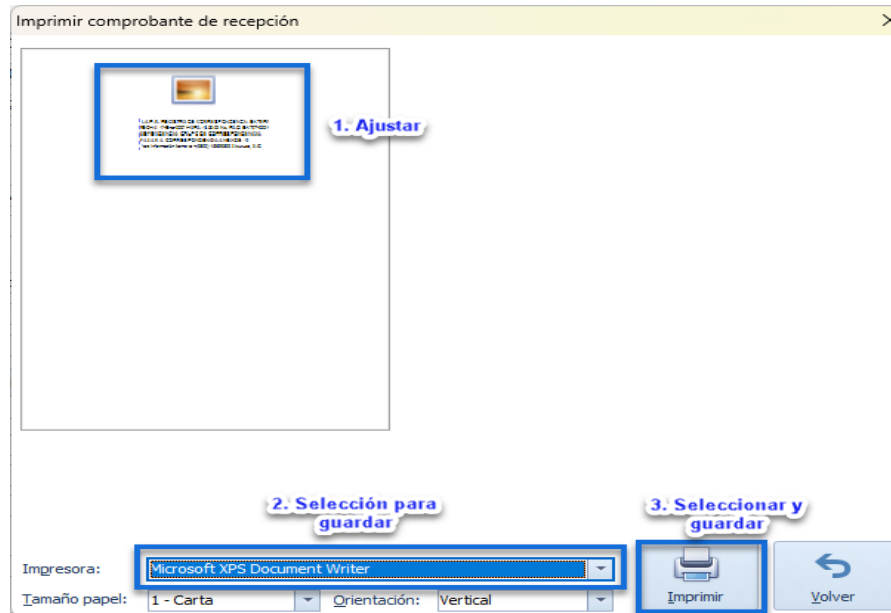 Imprimir comprobante de recepción
1. Ajustar
2. Selección para
guardar
3. Seleccionar y
guardar
Impresora:
Microsoft XPS Document Writer
Imprimir
Volver
Tamaño papel:
1 - Carta
Orientación:
Vertical